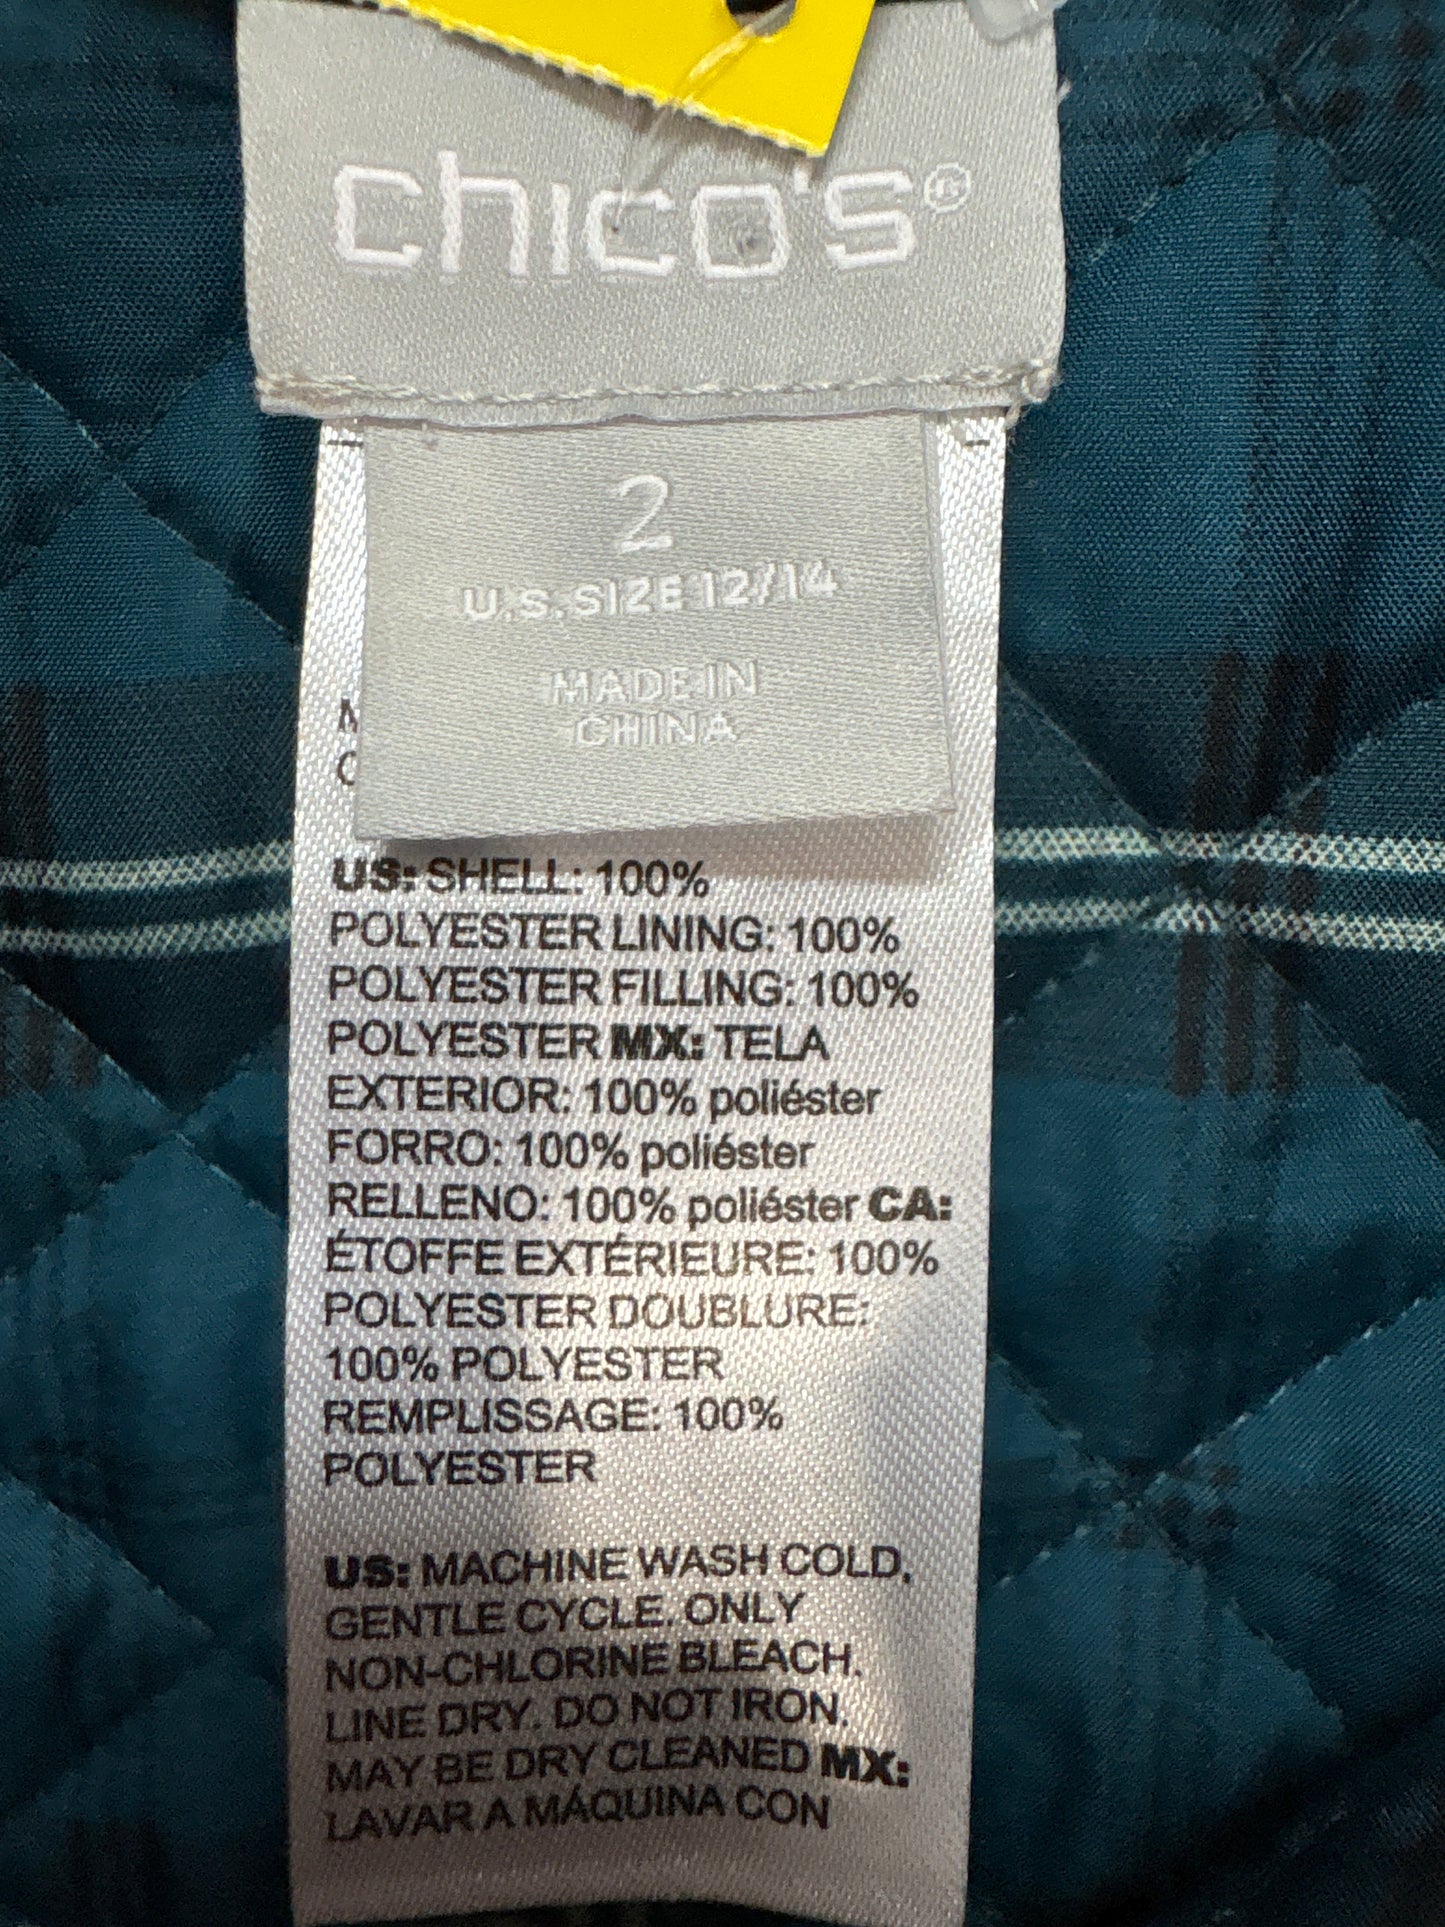 chico's®
2
U.S. SIZE 12/14
MADE IN
CHINA
US: SHELL: 100%
POLYESTER LINING: 100%
POLYESTER FILLING: 100%
POLYESTER MX: TELA
EXTERIOR: 100% poliéster
FORRO: 100% poliéster
RELLENO: 100% poliéster CA:
ÉTOFFE EXTÉRIEURE: 100%
POLYESTER DOUBLURE:
100% POLYESTER
REMPLISSAGE: 100%
POLYESTER
US: MACHINE WASH COLD,
GENTLE CYCLE. ONLY
NON-CHLORINE BLEACH.
LINE DRY. DO NOT IRON.
MAY BE DRY CLEANED MX:
LAVAR A MÁQUINA CON